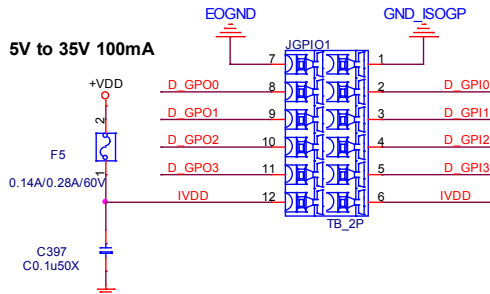 EOGND
GND_ISOGP
5V to 35V 100mA
JGPIO1
+VDD
7
1
D_GPO0
8
2
D_GPI0
D_GPO1
9
3
D_GPI1
2
D_GPO2
10
4
D_GPI2
F5
D_GPO3
11
5
D_GPI3
1
0.14A/0.28A/60V
IVDD
12
6
IVDD
TB_2P
C397
C0.1u50X